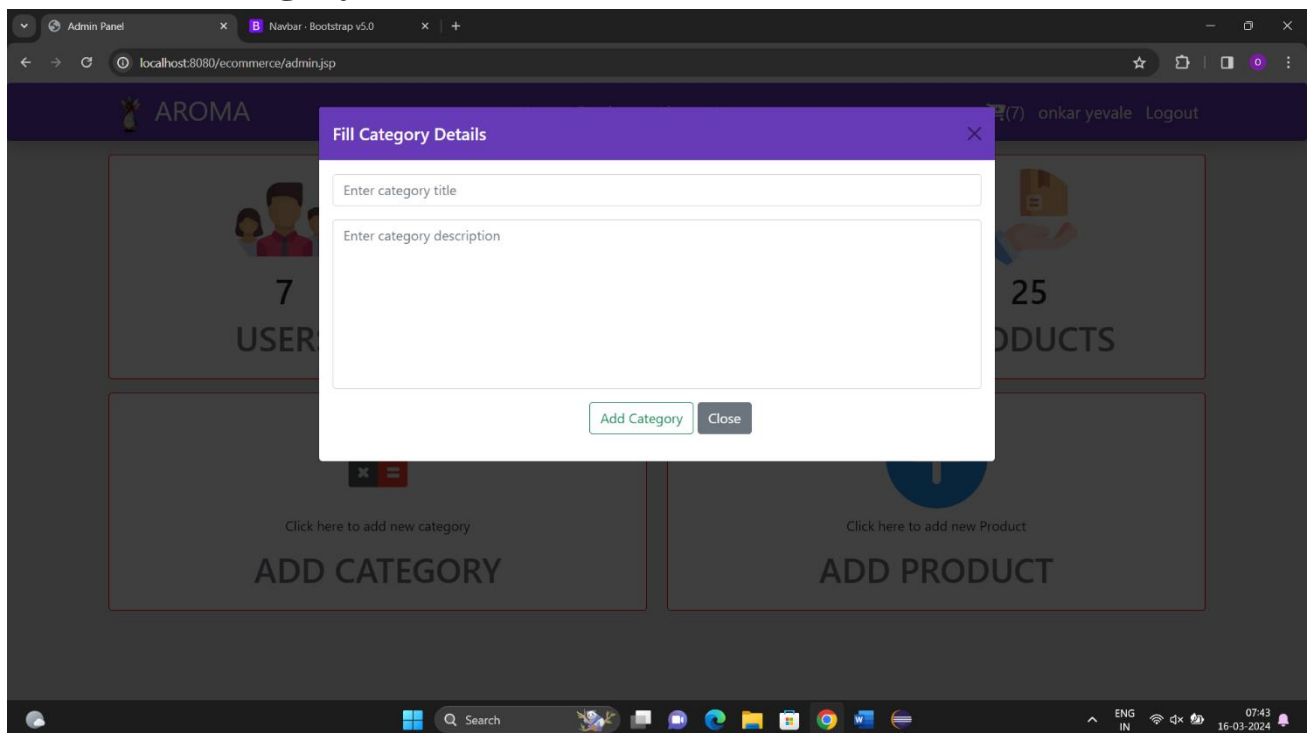 Admin Panel
Navbar · Bootstrap v5.0
localhost:8080/ecommerce/admin.jsp
AROMA
(7) onkar yevale Logout
Fill Category Details
Enter category title
Enter category description
7
25
Add Category Close
Click here to add new category
Click here to add new Product
ADD CATEGORY
ADD PRODUCT
Search
ENG
IN
07:43
16-03-2024